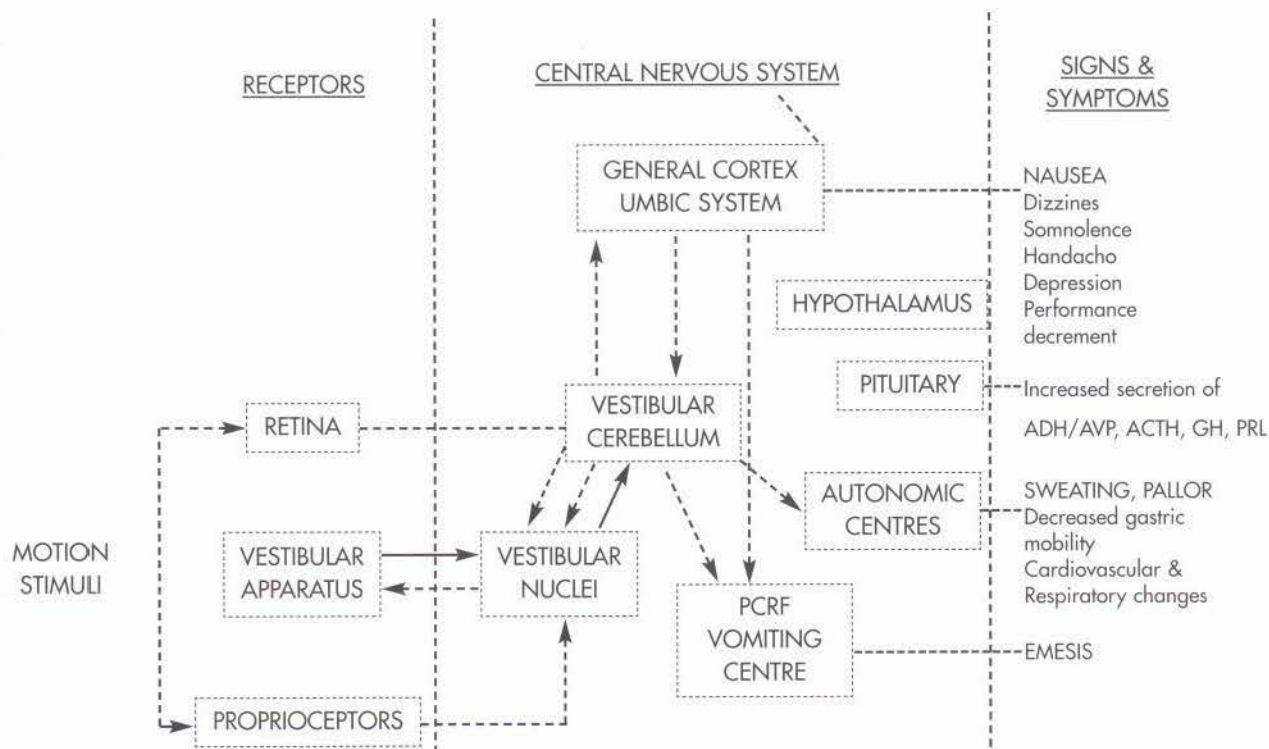 RECEPTORS
CENTRAL NERVOUS SYSTEM
SIGNS &
SYMPTOMS
GENERAL CORTEX
UMBIC SYSTEM
NAUSEA
Dizzines
Somnolence
Handacho
Depression
Performance
decrement
HYPOTHALAMUS
PITUITARY
Increased secretion of
ADH/AVP, ACTH, GH, PRL
RETINA
VESTIBULAR
CEREBELLUM
AUTONOMIC
CENTRES
SWEATING, PALLOR
Decreased gastric
mobility
Cardiovascular &
Respiratory changes
MOTION
STIMULI
VESTIBULAR
APPARATUS
VESTIBULAR
NUCLEI
PCRF
VOMITING
CENTRE
EMESIS
PROPRIOCEPTORS